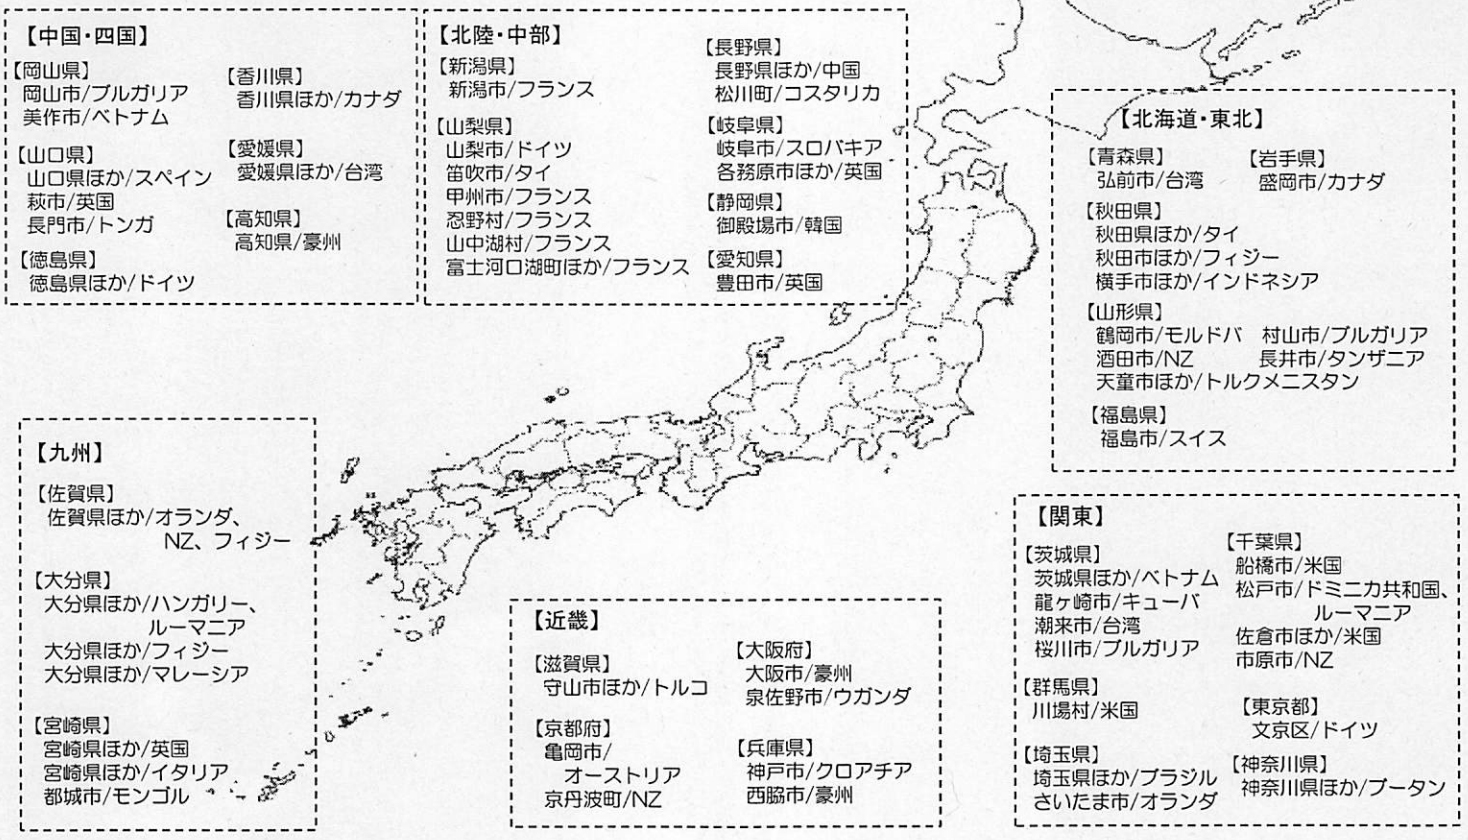 【中国・四国】
【岡山県】
岡山市/ブルガリア
美作市/ベトナム
【山口県】
山口県ほか/スペイン
萩市/英国
長門市/トンガ
【徳島県】
徳島県ほか/ドイツ
【香川県】
香川県ほか/カナダ
【愛媛県】
愛媛県ほか/台湾
【高知県】
高知県/豪州
【北陸・中部】
【新潟県】
新潟市/フランス
【山梨県】
山梨市/ドイツ
笛吹市/タイ
甲州市/フランス
忍野村/フランス
山中湖村/フランス
富士河口湖町ほか/フランス
【長野県】
長野県ほか/中国
松川町/コスタリカ
【岐阜県】
岐阜市/スロバキア
各務原市ほか/英国
【静岡県】
御殿場市/韓国
【愛知県】
豊田市/英国
【北海道・東北】
【青森県】
弘前市/台湾
【岩手県】
盛岡市/カナダ
【秋田県】
秋田県ほか/タイ
秋田市ほか/フィジー
横手市ほか/インドネシア
【山形県】
鶴岡市/モルドバ 村山市/ブルガリア
酒田市/NZ 長井市/タンザニア
天童市ほか/トルクメニスタン
【福島県】
福島市/スイス
【九州】
【佐賀県】
佐賀県ほか/オランダ、
NZ、フィジー
【大分県】
大分県ほか/ハンガリー、
ルーマニア
大分県ほか/フィジー
大分県ほか/マレーシア
【宮崎県】
宮崎県ほか/英国
宮崎県ほか/イタリア
都城市/モンゴル
【近畿】
【滋賀県】
守山市ほか/トルコ
【京都府】
亀岡市/
オーストリア
京丹波町/NZ
【大阪府】
大阪市/豪州
泉佐野市/ウガンダ
【兵庫県】
神戸市/クロアチア
西脇市/豪州
【関東】
【茨城県】
茨城県ほか/ベトナム
龍ヶ崎市/キューバ
潮来市/台湾
桜川市/ブルガリア
【群馬県】
川場村/米国
【埼玉県】
埼玉県ほか/ブラジル
さいたま市/オランダ
【千葉県】
船橋市/米国
松戸市/ドミニカ共和国、
ルーマニア
佐倉市ほか/米国
市原市/NZ
【東京都】
文京区/ドイツ
【神奈川県】
神奈川県ほか/ブータン